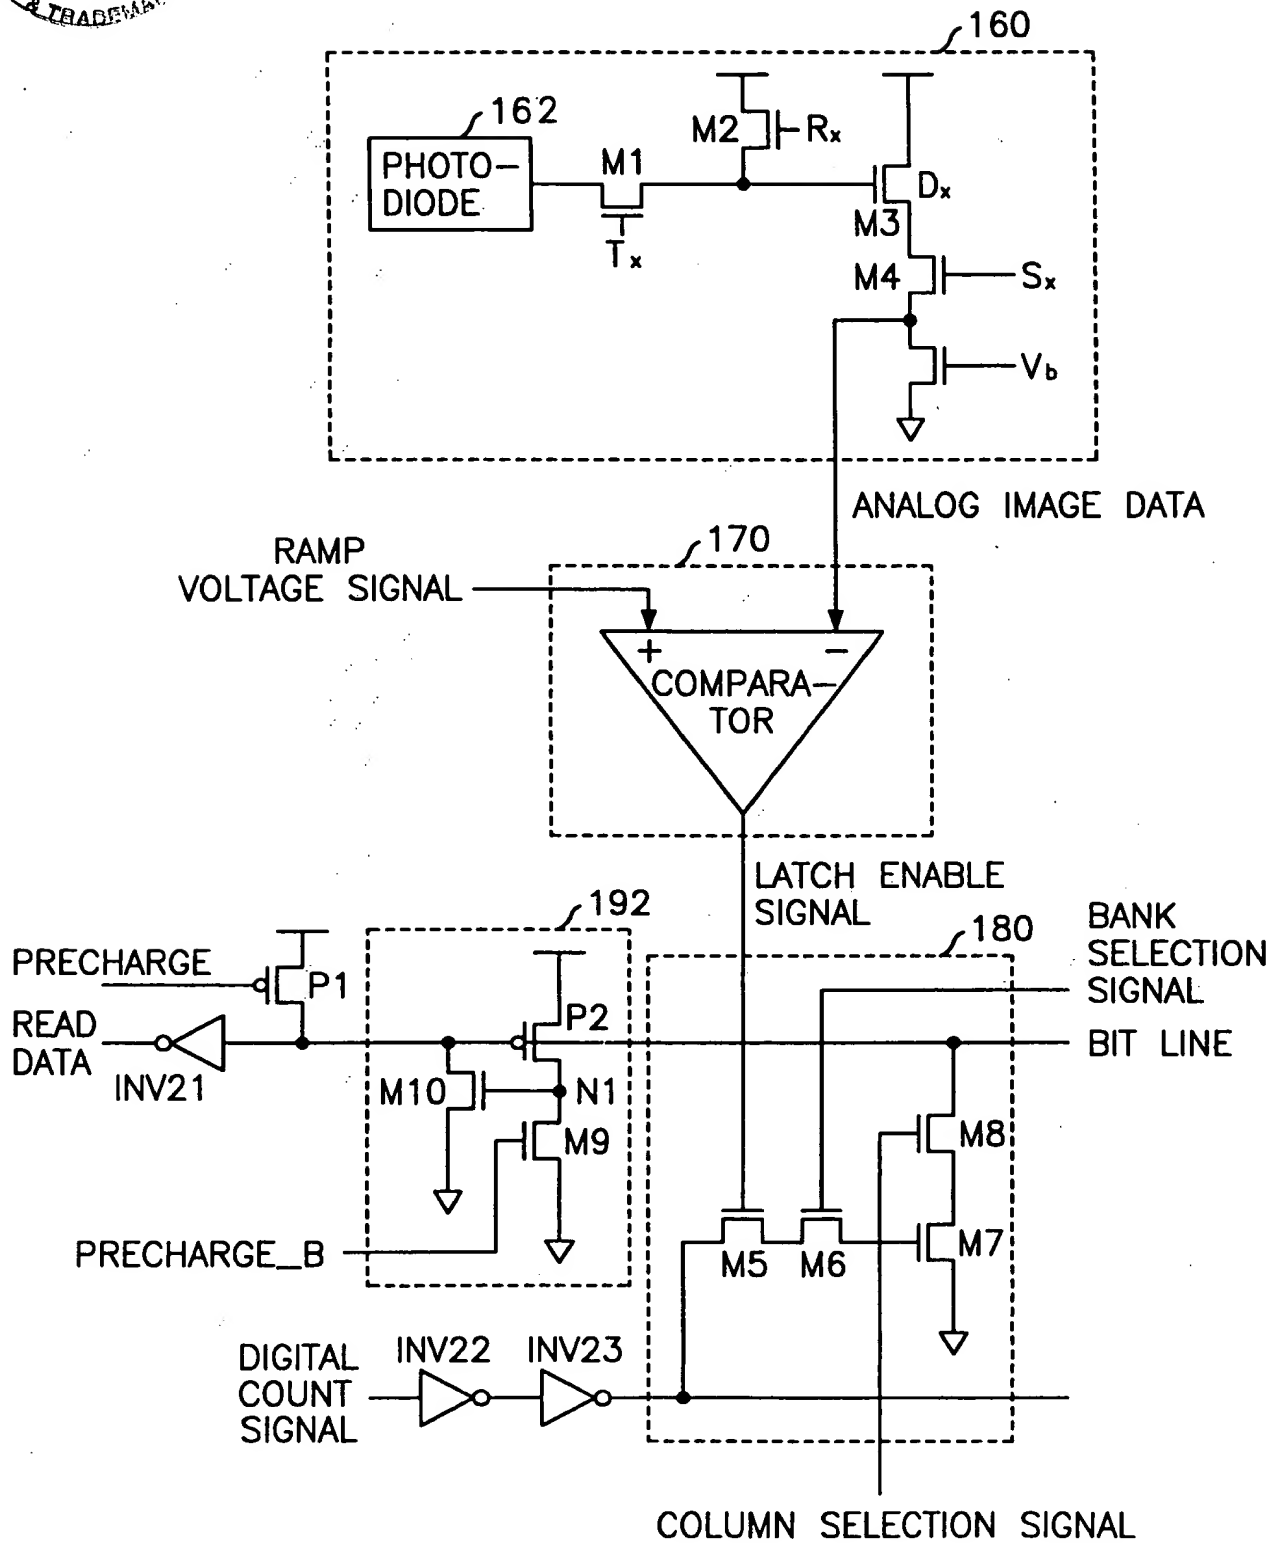 & TRADEMA
160
162
PHOTO-
DIODE
M1
Tx
M2
Rx
Dx
M3
M4
Sx
Vb
ANALOG IMAGE DATA
RAMP
VOLTAGE SIGNAL
170
+
−
COMPARA-
TOR
LATCH ENABLE
SIGNAL
192
180
BANK
SELECTION
SIGNAL
PRECHARGE
P1
READ
DATA
INV21
P2
BIT LINE
M10
N1
M9
M8
M7
M5
M6
PRECHARGE_B
DIGITAL
COUNT
SIGNAL
INV22
INV23
COLUMN SELECTION SIGNAL